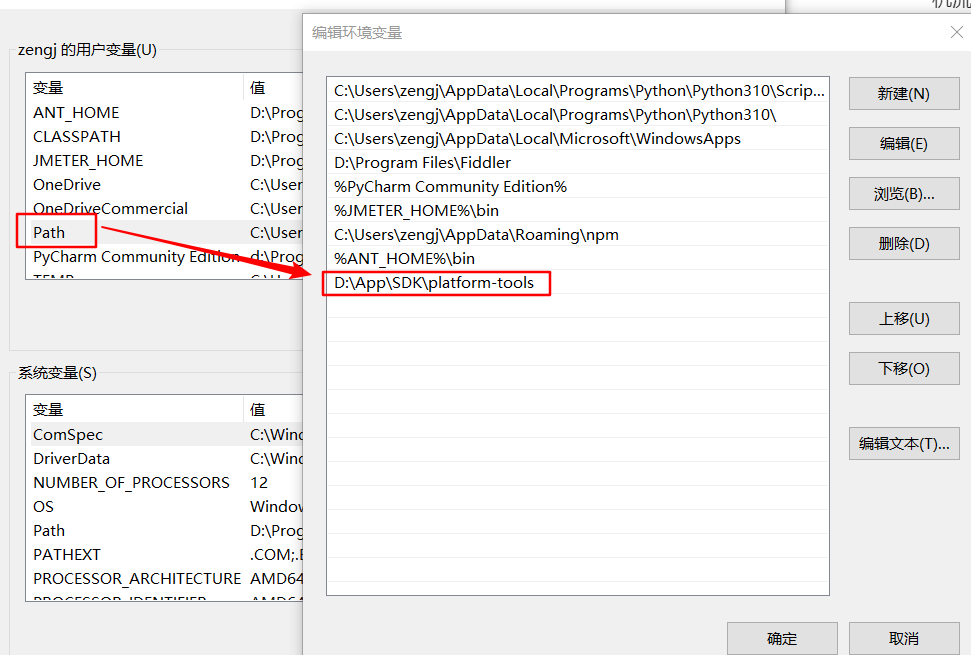 编辑环境变量
zengj 的用户变量(U)
变量 值
ANT_HOME D:\Prog
CLASSPATH D:\Prog
JMETER_HOME D:\Prog
OneDrive C:\User
OneDriveCommercial C:\User
Path C:\User
PyCharm Community Edition d:\Prog
TEMP
系统变量(S)
变量 值
ComSpec C:\Wind
DriverData C:\Wind
NUMBER_OF_PROCESSORS 12
OS Window
Path D:\Prog
PATHEXT .COM;.E
PROCESSOR_ARCHITECTURE AMD64
PROCESSOR_IDENTIFIER AMD64
C:\Users\zengj\AppData\Local\Programs\Python\Python310\Scrip...
C:\Users\zengj\AppData\Local\Programs\Python\Python310\
C:\Users\zengj\AppData\Local\Microsoft\WindowsApps
D:\Program Files\Fiddler
%PyCharm Community Edition%
%JMETER_HOME%\bin
C:\Users\zengj\AppData\Roaming\npm
%ANT_HOME%\bin
D:\App\SDK\platform-tools
新建(N)
编辑(E)
浏览(B)...
删除(D)
上移(U)
下移(O)
编辑文本(T)...
确定
取消